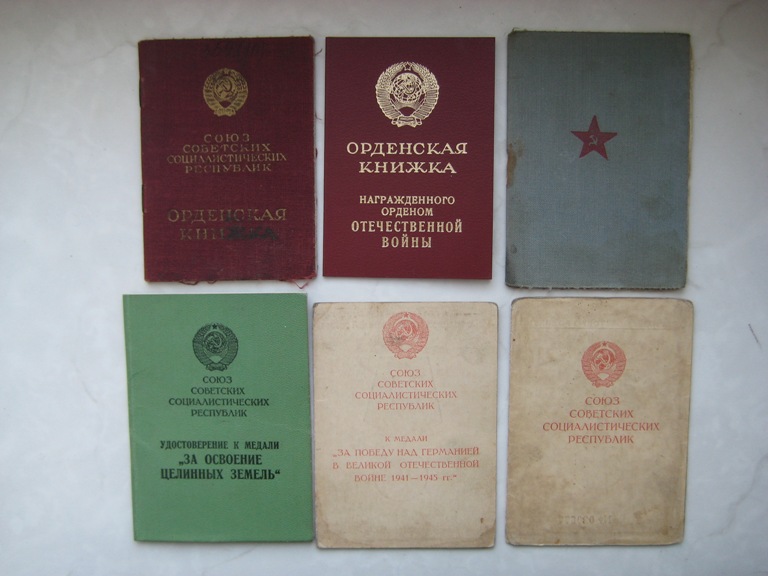 СОЮЗ
СОВЕТСКИХ
СОЦИАЛИСТИЧЕСКИХ
РЕСПУБЛИК
ОРДЕНСКАЯ
КНИЖКА
ОРДЕНСКАЯ
КНИЖКА
НАГРАЖДЕННОГО
ОРДЕНОМ
ОТЕЧЕСТВЕННОЙ
ВОЙНЫ
СОЮЗ
СОВЕТСКИХ
СОЦИАЛИСТИЧЕСКИХ
РЕСПУБЛИК
УДОСТОВЕРЕНИЕ К МЕДАЛИ
„ЗА ОСВОЕНИЕ
ЦЕЛИННЫХ ЗЕМЕЛЬ“
СОЮЗ
СОВЕТСКИХ
СОЦИАЛИСТИЧЕСКИХ
РЕСПУБЛИК
К МЕДАЛИ
„ЗА ПОБЕДУ НАД ГЕРМАНИЕЙ
В ВЕЛИКОЙ ОТЕЧЕСТВЕННОЙ
ВОЙНЕ 1941—1945 гг.“
СОЮЗ
СОВЕТСКИХ
СОЦИАЛИСТИЧЕСКИХ
РЕСПУБЛИК